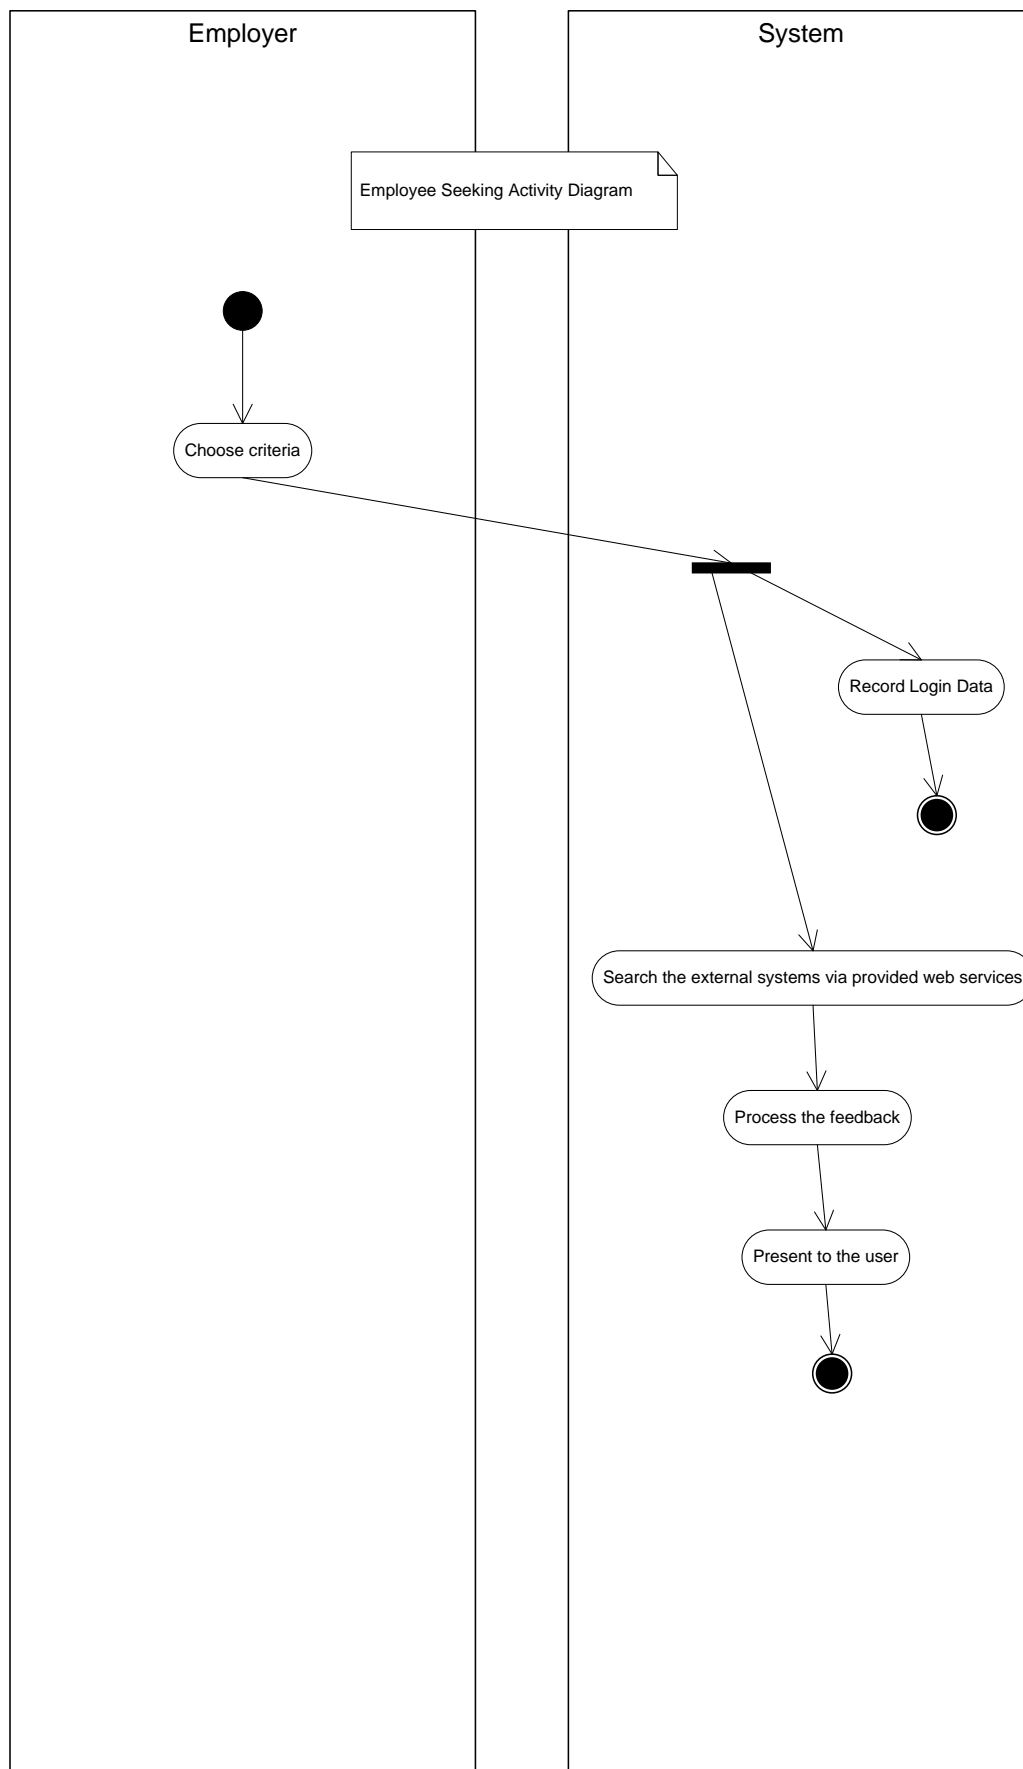 Employer
System
Employee Seeking Activity Diagram
Choose criteria
Record Login Data
Search the external systems via provided web services
Process the feedback
Present to the user